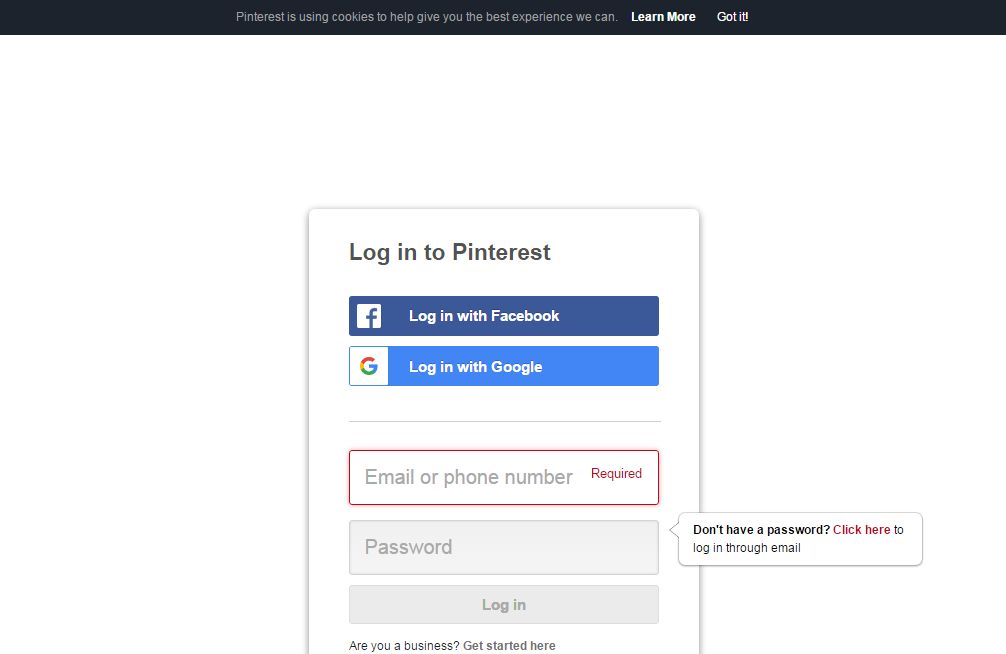 Pinterest is using cookies to help give you the best experience we can. Learn More Got it!
Log in to Pinterest
Log in with Facebook
Log in with Google
Email or phone number Required
Password
Don't have a password? Click here to
log in through email
Log in
Are you a business? Get started here